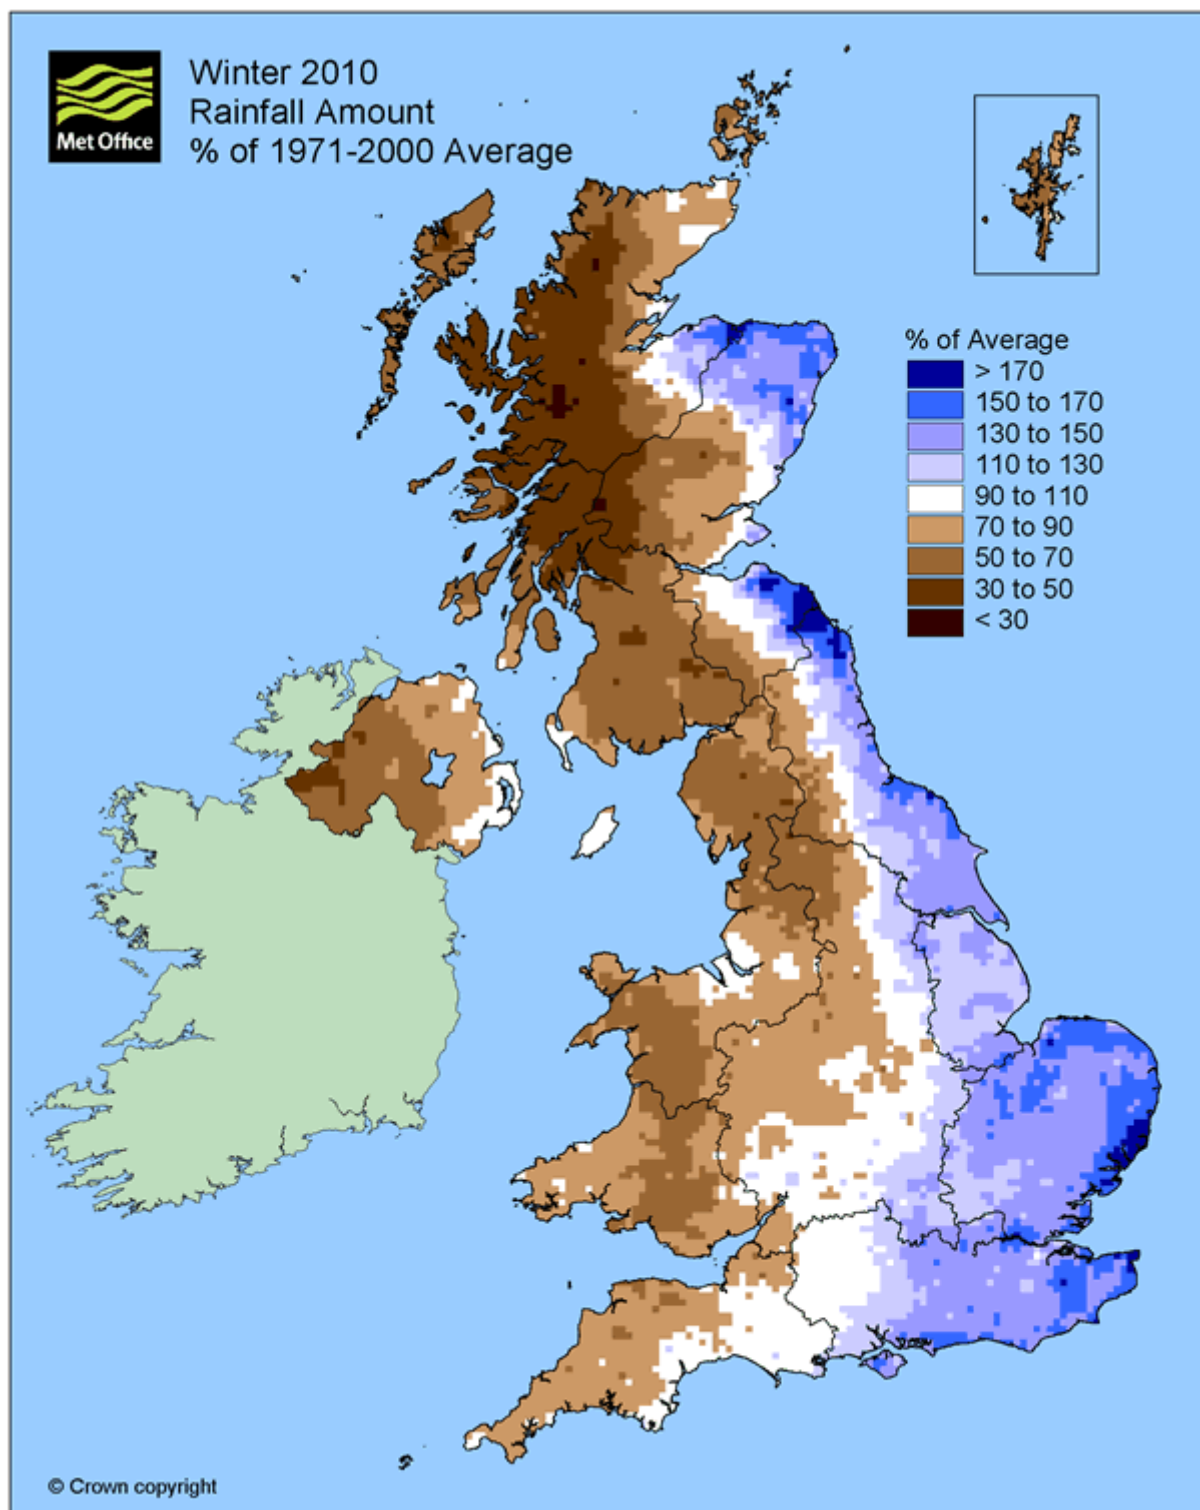 Met Office
Winter 2010
Rainfall Amount
% of 1971-2000 Average
% of Average
> 170
150 to 170
130 to 150
110 to 130
90 to 110
70 to 90
50 to 70
30 to 50
< 30
© Crown copyright